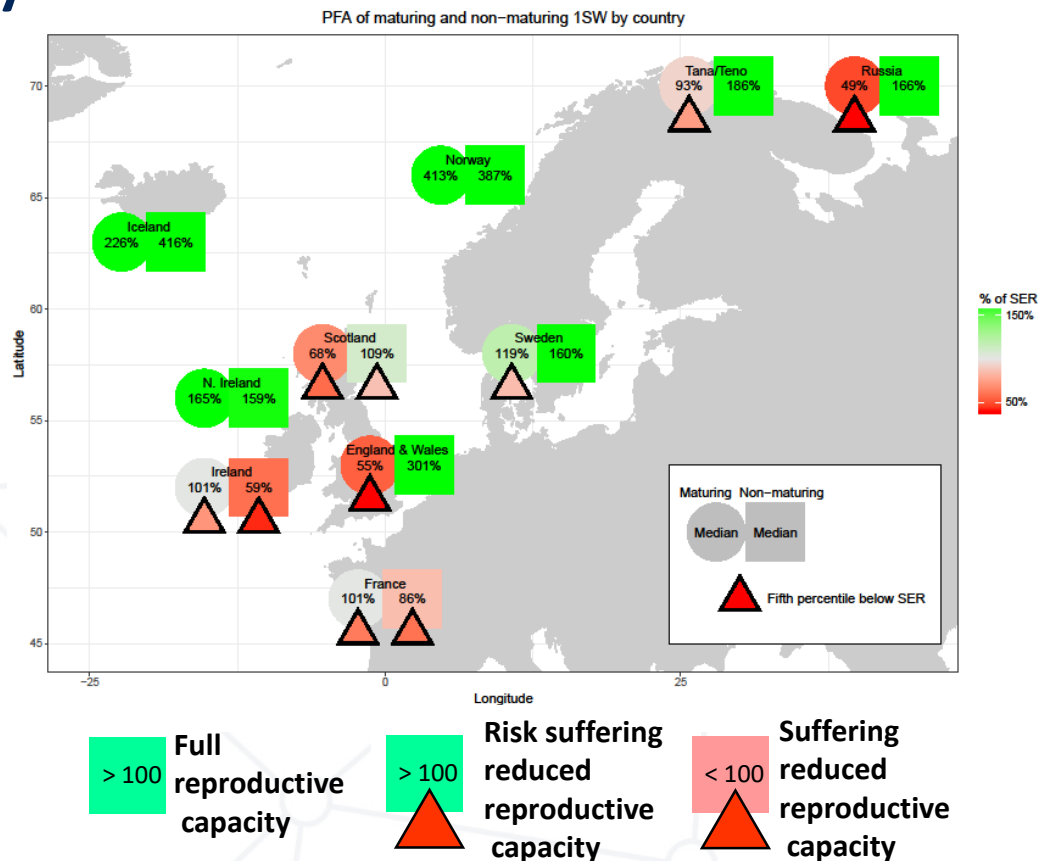 PFA of maturing and non−maturing 1SW by country
Tana/Teno
93% 186%
Russia
49% 166%
Norway
413% 387%
Iceland
226% 416%
Scotland
68% 109%
Sweden
119% 160%
N. Ireland
165% 159%
England & Wales
55% 301%
Ireland
101% 59%
France
101% 86%
70
65
60
55
50
45
Latitude
−25 0 25
Longitude
% of SER
150%
50%
Maturing Non−maturing
Median Median
Fifth percentile below SER
> 100
Full
reproductive
capacity
> 100
Risk suffering
reduced
reproductive
capacity
< 100
Suffering
reduced
reproductive
capacity